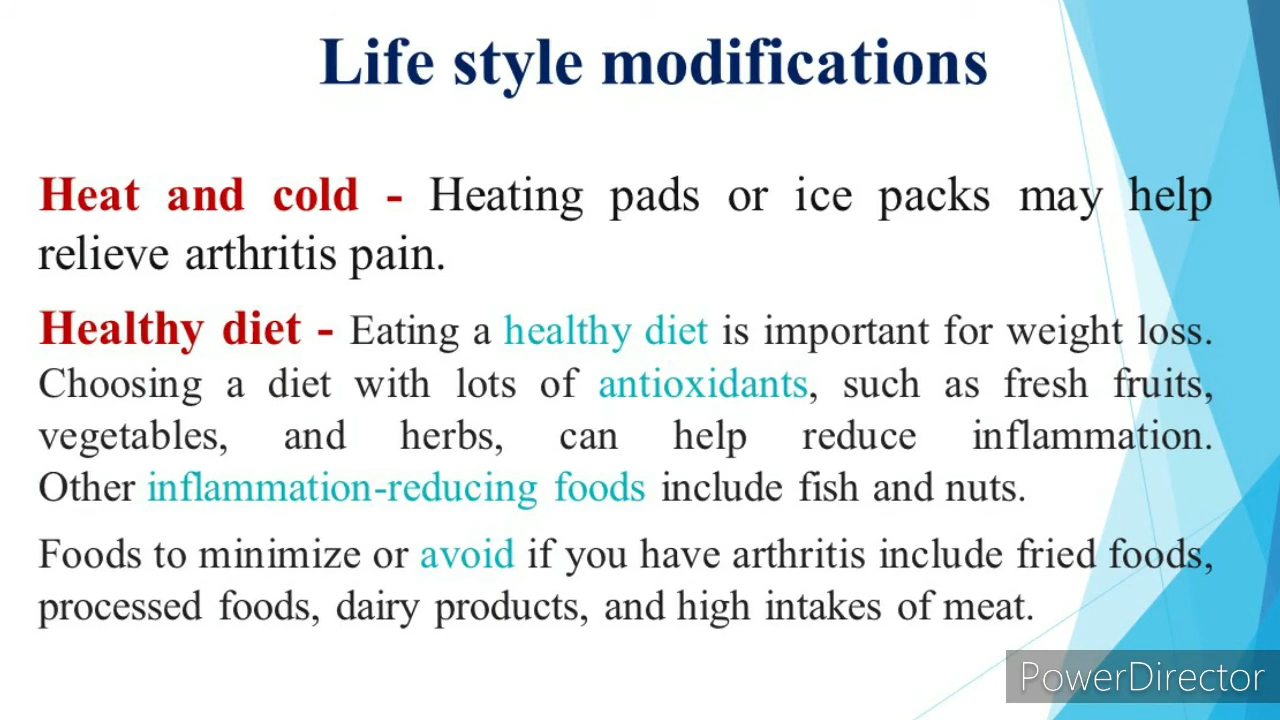 Life style modifications
Heat and cold - Heating pads or ice packs may help
relieve arthritis pain.
Healthy diet - Eating a healthy diet is important for weight loss.
Choosing a diet with lots of antioxidants, such as fresh fruits,
vegetables, and herbs, can help reduce inflammation.
Other inflammation-reducing foods include fish and nuts.
Foods to minimize or avoid if you have arthritis include fried foods,
processed foods, dairy products, and high intakes of meat.
PowerDirector